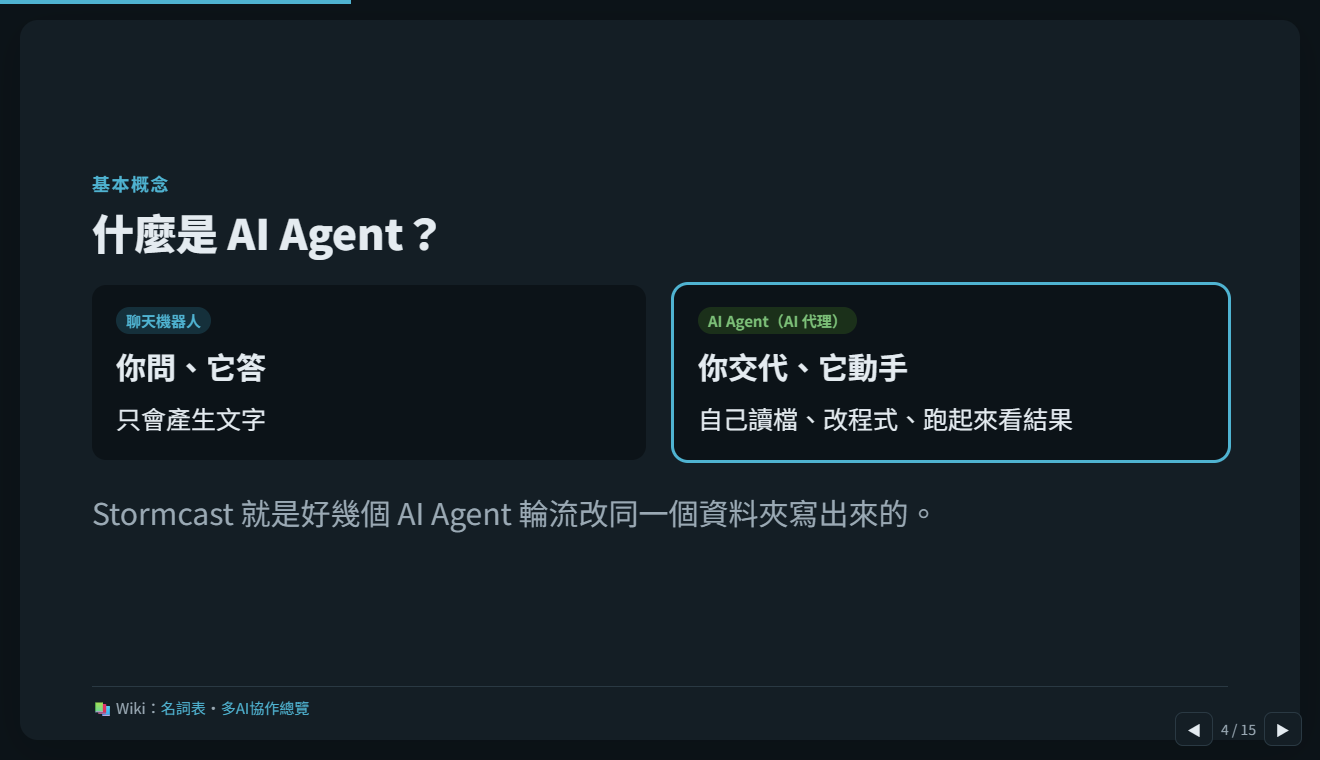 基本概念
什麼是 AI Agent？
聊天機器人
你問、它答
只會產生文字
AI Agent（AI 代理）
你交代、它動手
自己讀檔、改程式、跑起來看結果
Stormcast 就是好幾個 AI Agent 輪流改同一個資料夾寫出來的。
Wiki：名詞表・多AI協作總覽
◀ 4 / 15 ▶